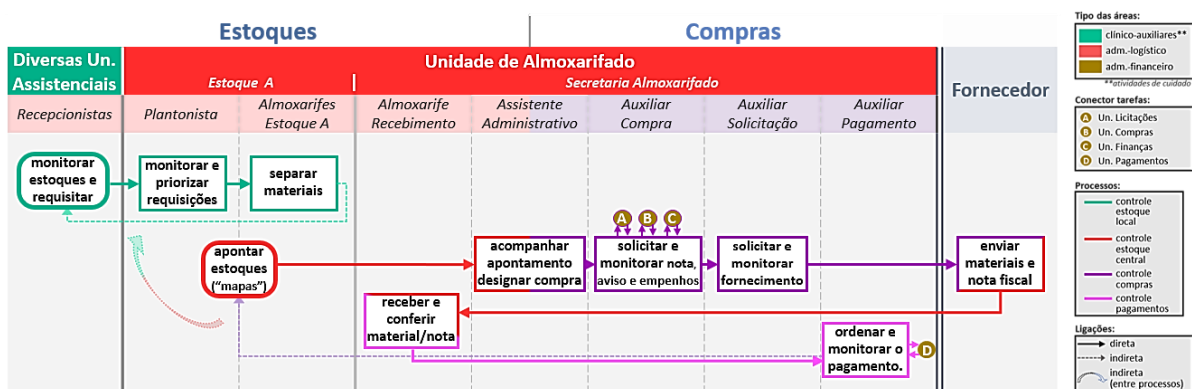 Estoques
Compras
Diversas Un.
Assistenciais
Unidade de Almoxarifado
Estoque A
Secretaria Almoxarifado
Fornecedor
Recepcionistas
Plantonista
Almoxarifes
Estoque A
Almoxarife
Recebimento
Assistente
Administrativo
Auxiliar
Compra
Auxiliar
Solicitação
Auxiliar
Pagamento
monitorar
estoques e
requisitar
monitorar e
priorizar
requisições
separar
materiais
apontar
estoques
(“mapas”)
acompanhar
apontamento
designar compra
A
B
C
solicitar e
monitorar nota,
aviso e empenhos
solicitar e
monitorar
fornecimento
enviar
materiais e
nota fiscal
receber e
conferir
material/nota
ordenar e
monitorar o
pagamento.
D
Tipo das áreas:
clínico-auxiliares**
adm.-logístico
adm.-financeiro
**atividades de cuidado
Conector tarefas:
A Un. Licitações
B Un. Compras
C Un. Finanças
D Un. Pagamentos
Processos:
controle
estoque
local
controle
estoque
central
controle
compras
controle
pagamentos
Ligações:
direta
indireta
indireta
(entre processos)